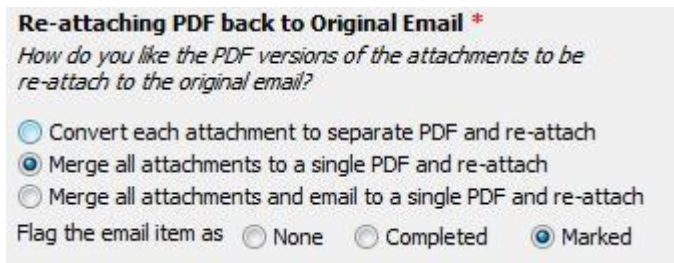 Re-attaching PDF back to Original Email *
How do you like the PDF versions of the attachments to be
re-attach to the original email?
Convert each attachment to separate PDF and re-attach
Merge all attachments to a single PDF and re-attach
Merge all attachments and email to a single PDF and re-attach
Flag the email item as None Completed Marked